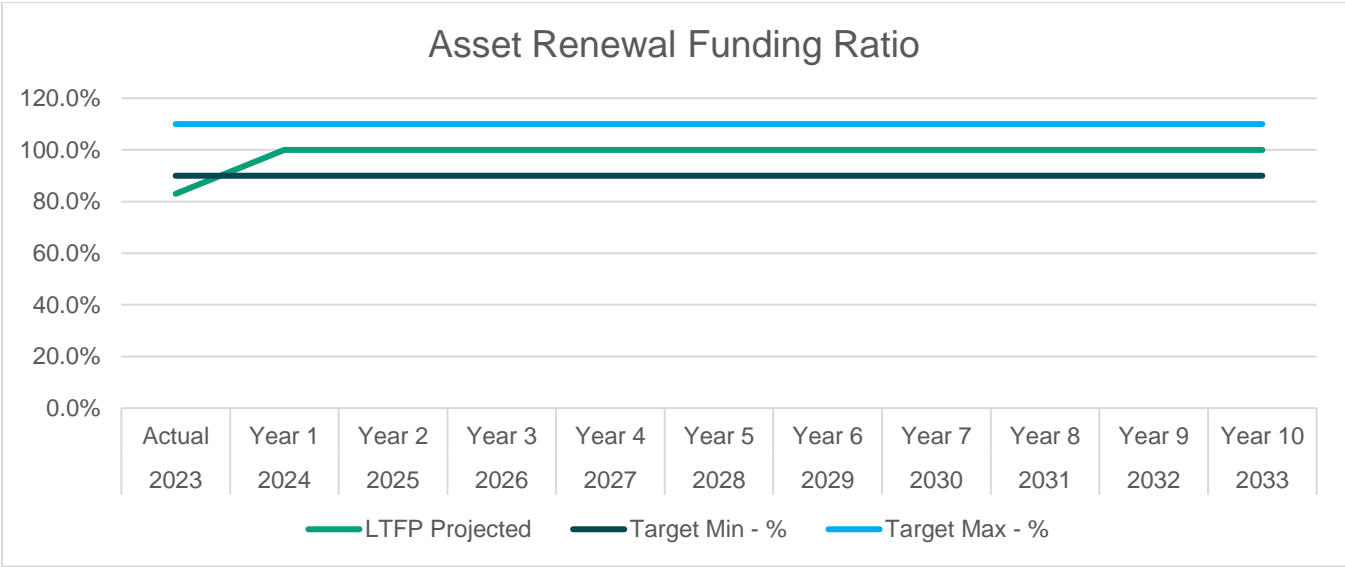 Asset Renewal Funding Ratio
120.0%
100.0%
80.0%
60.0%
40.0%
20.0%
0.0%
Actual Year 1 Year 2 Year 3 Year 4 Year 5 Year 6 Year 7 Year 8 Year 9 Year 10
2023 2024 2025 2026 2027 2028 2029 2030 2031 2032 2033
LTFP Projected Target Min - % Target Max - %